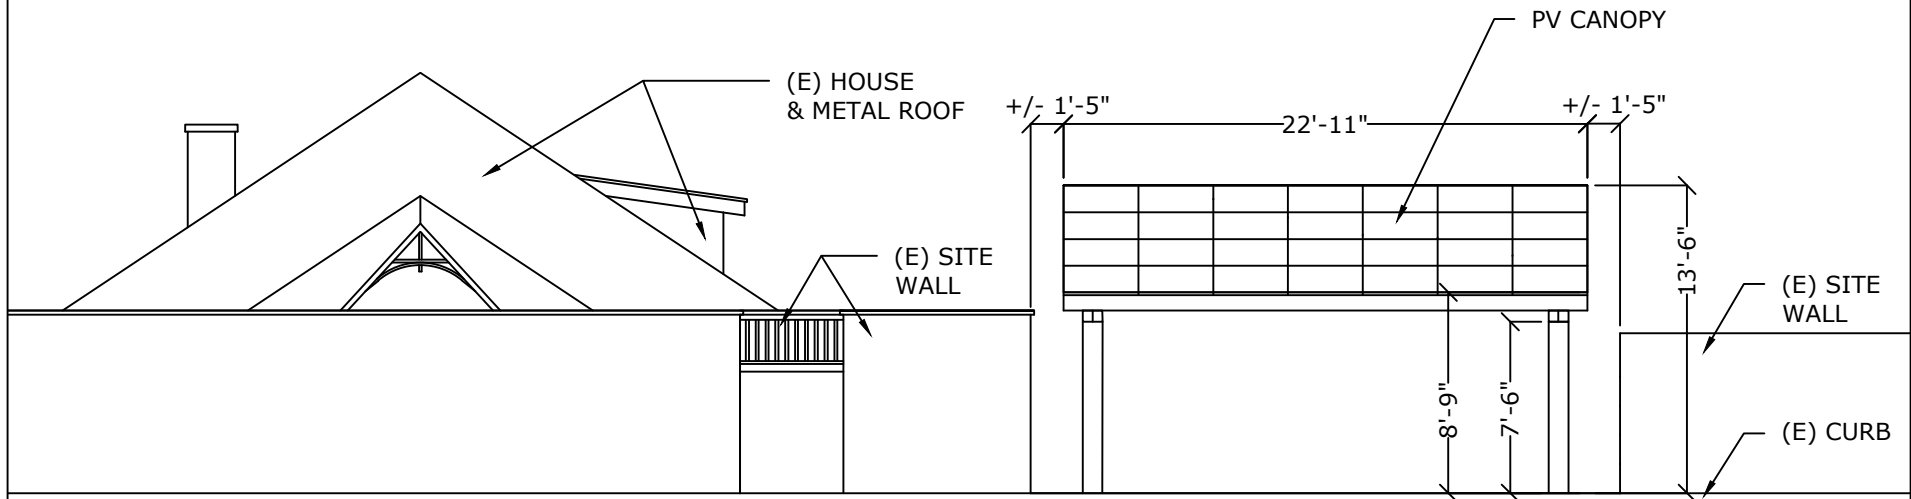 PV CANOPY
(E) HOUSE
& METAL ROOF
+/- 1'-5"
22'-11"
+/- 1'-5"
(E) SITE
WALL
13'-6"
(E) SITE
WALL
8'-9"
7'-6"
(E) CURB